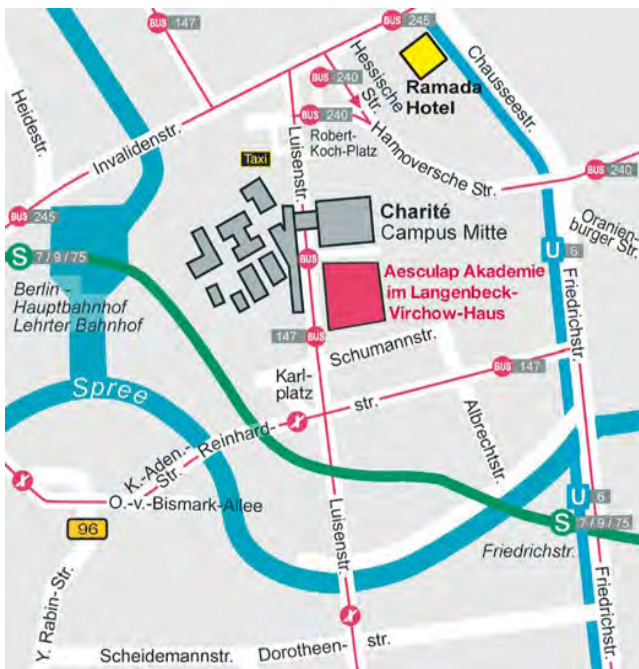 BUS 147
BUS 245
Hessische Str.
Chausseestr.
BUS 240
Ramada
Hotel
Heidestr.
Invalidenstr.
Luisenstr.
BUS 240
Robert-
Koch-Platz
Hannoversche Str.
Taxi
BUS 240
Oranien-
burger Str.
BUS 245
Charité
Campus Mitte
S 7 / 9 / 75
U 6
Berlin -
Hauptbahnhof
Lehrter Bahnhof
BUS
Aesculap Akademie
im Langenbeck-
Virchow-Haus
Friedrichstr.
147 BUS
Schumannstr.
BUS 147
Spree
Karl-
platz
Reinhard-
str.
Albrechtstr.
K.-Aden.-
Str.
O.-v.-Bismark-Allee
U 6
S 7 / 9 / 75
96
Luisenstr.
Friedrichstr.
Friedrichstr.
Y. Rabin-Str.
Scheidemannstr.
Dorotheen-
str.